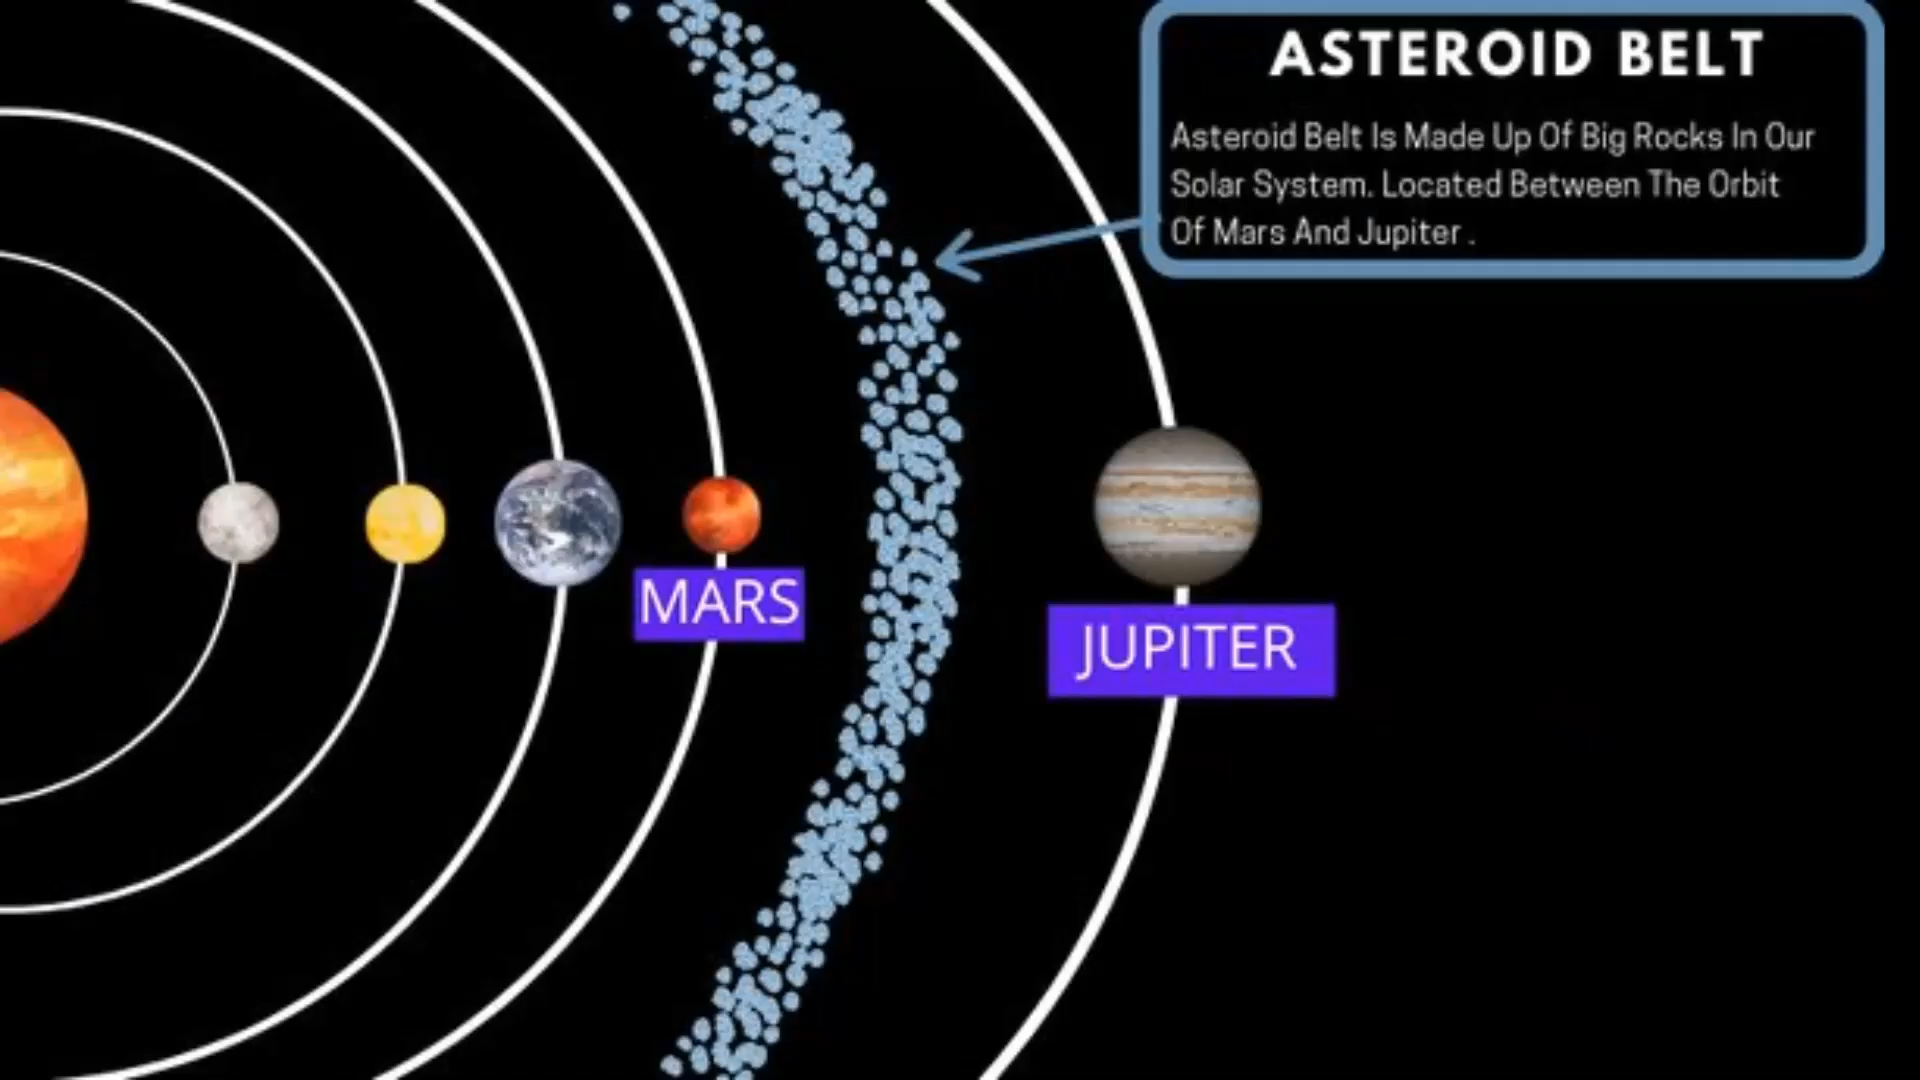 ASTEROID BELT
Asteroid Belt Is Made Up Of Big Rocks In Our
Solar System. Located Between The Orbit
Of Mars And Jupiter .
MARS
JUPITER